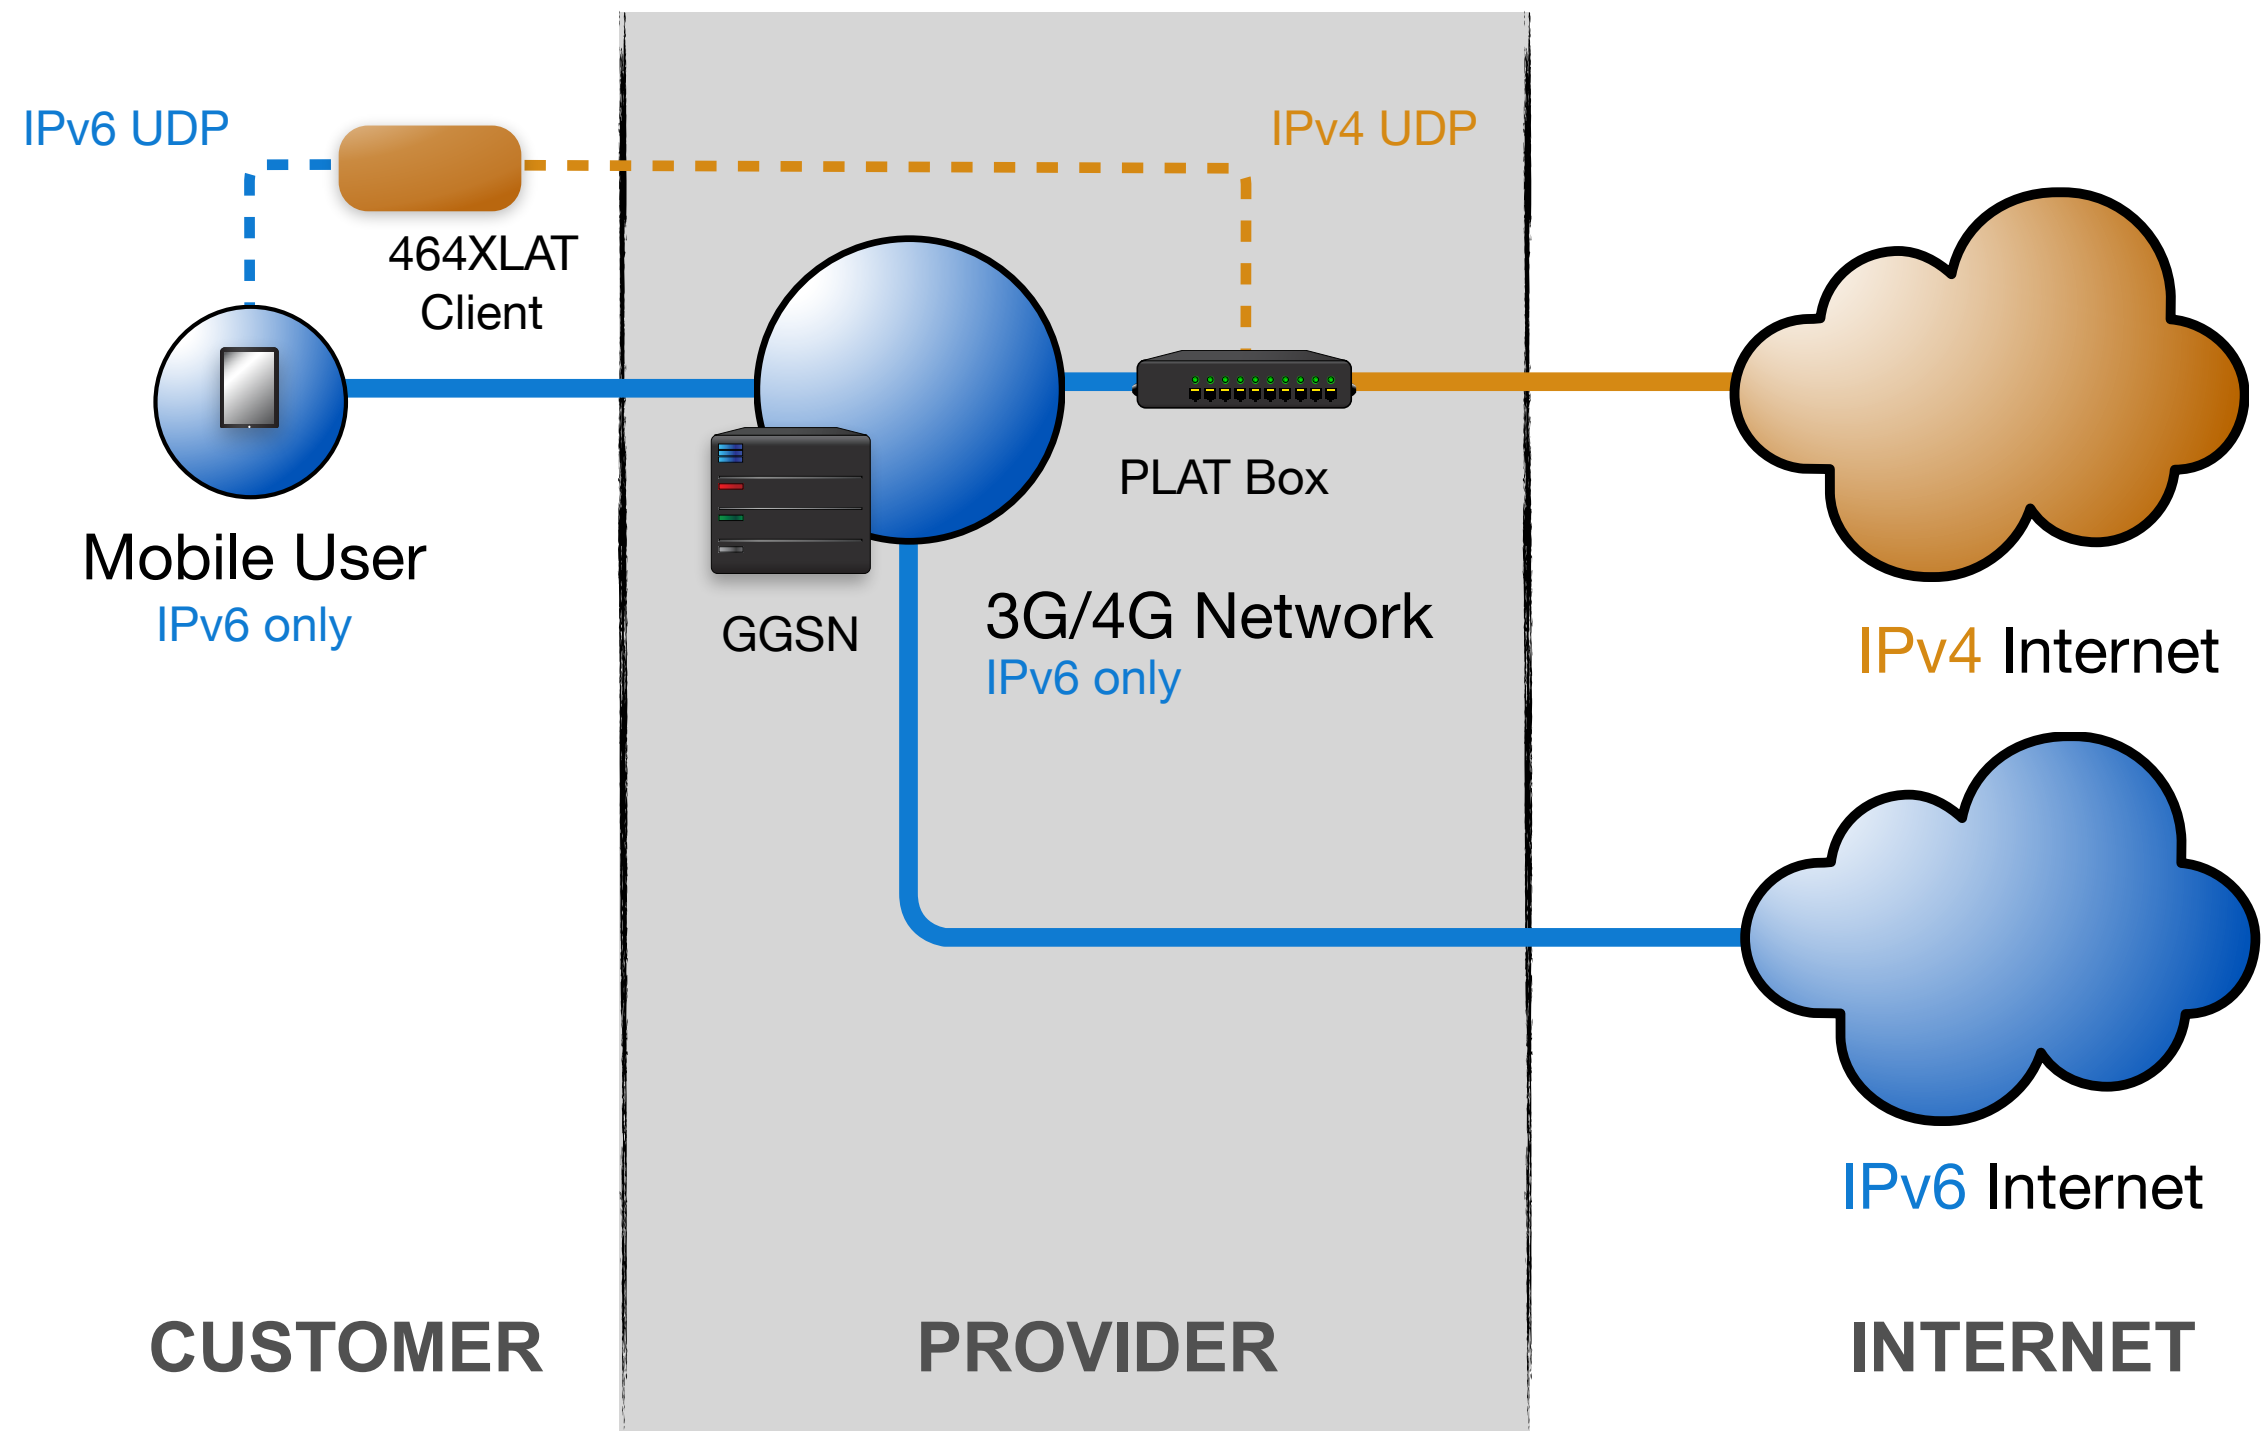 IPv6 UDP
IPv4 UDP
464XLAT
Client
PLAT Box
Mobile User
IPv6 only
GGSN
3G/4G Network
IPv6 only
IPv4 Internet
IPv6 Internet
CUSTOMER
PROVIDER
INTERNET